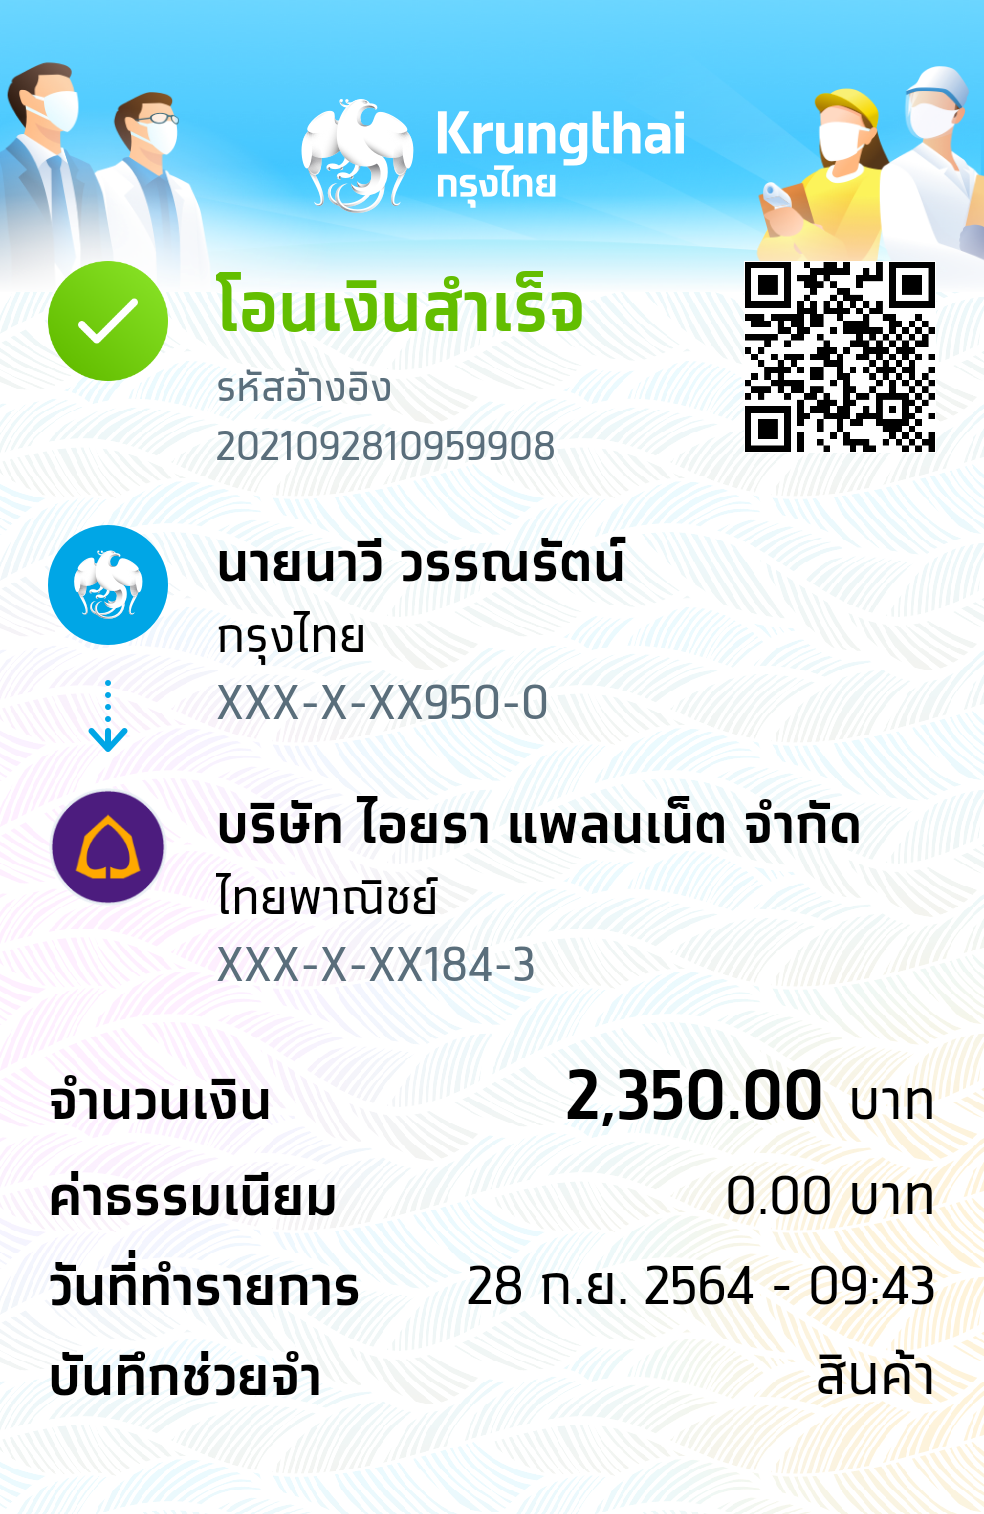 Krungthai
กรุงไทย
โอนเงินสำเร็จ
รหัสอ้างอิง
2021092810959908
นายนาวี วรรณรัตน์
กรุงไทย
XXX-X-XX950-0
บริษัท ไอยรา แพลนเน็ต จำกัด
ไทยพาณิชย์
XXX-X-XX184-3
จำนวนเงิน 2,350.00 บาท
ค่าธรรมเนียม 0.00 บาท
วันที่ทำรายการ 28 ก.ย. 2564 - 09:43
บันทึกช่วยจำ สินค้า